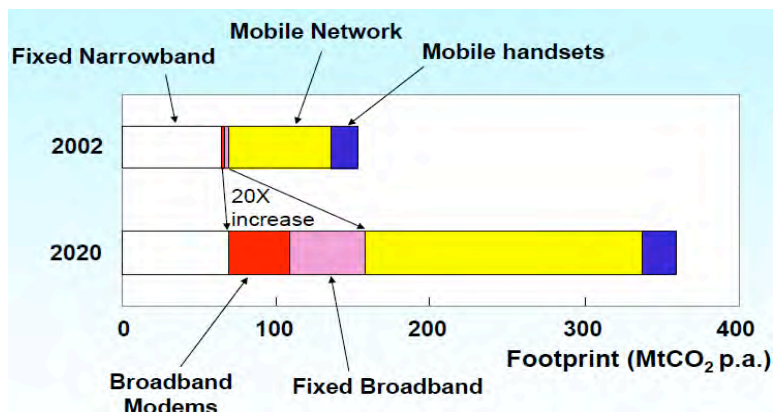 Mobile Network
Fixed Narrowband
Mobile handsets
2002
20X
increase
2020
0 100 200 300 400
Footprint (MtCO₂ p.a.)
Broadband
Modems
Fixed Broadband